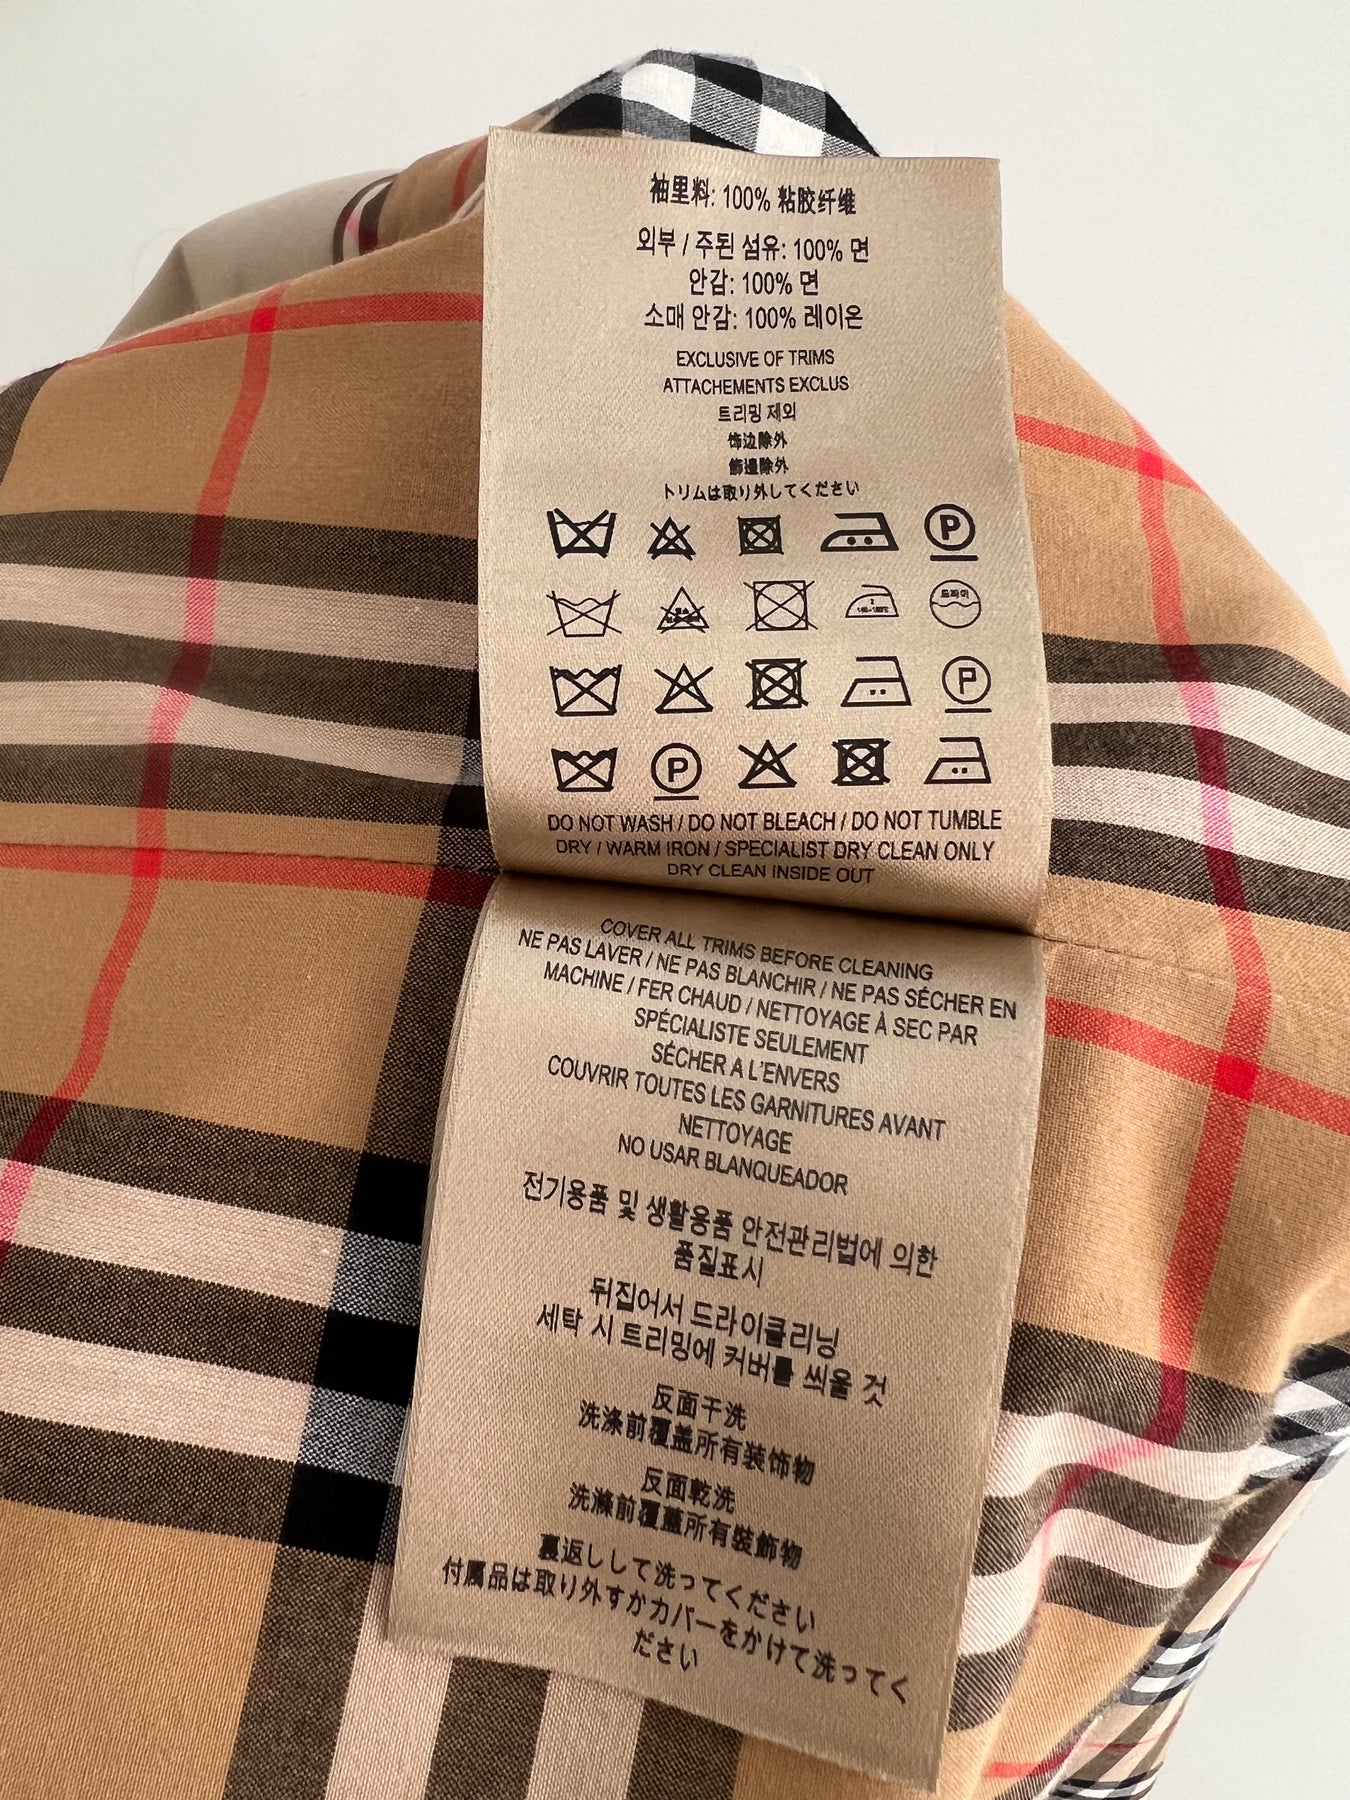 袖里料: 100% 粘胶纤维
외부 / 주된 섬유: 100% 면
안감: 100% 면
소매 안감: 100% 레이온
EXCLUSIVE OF TRIMS
ATTACHEMENTS EXCLUS
트리밍 제외
饰边除外
飾邊除外
トリムは取り外してください
P
드라이
P
P
DO NOT WASH / DO NOT BLEACH / DO NOT TUMBLE
DRY / WARM IRON / SPECIALIST DRY CLEAN ONLY
DRY CLEAN INSIDE OUT
COVER ALL TRIMS BEFORE CLEANING
NE PAS LAVER / NE PAS BLANCHIR / NE PAS SÉCHER EN
MACHINE / FER CHAUD / NETTOYAGE À SEC PAR
SPÉCIALISTE SEULEMENT
SÉCHER A L'ENVERS
COUVRIR TOUTES LES GARNITURES AVANT
NETTOYAGE
NO USAR BLANQUEADOR
전기용품 및 생활용품 안전관리법에 의한
품질표시
뒤집어서 드라이클리닝
세탁 시 트리밍에 커버를 씌울 것
反面干洗
洗涤前覆盖所有装饰物
反面乾洗
洗滌前覆蓋所有裝飾物
裏返しして洗ってください
付属品は取り外すかカバーをかけて洗ってく
ださい